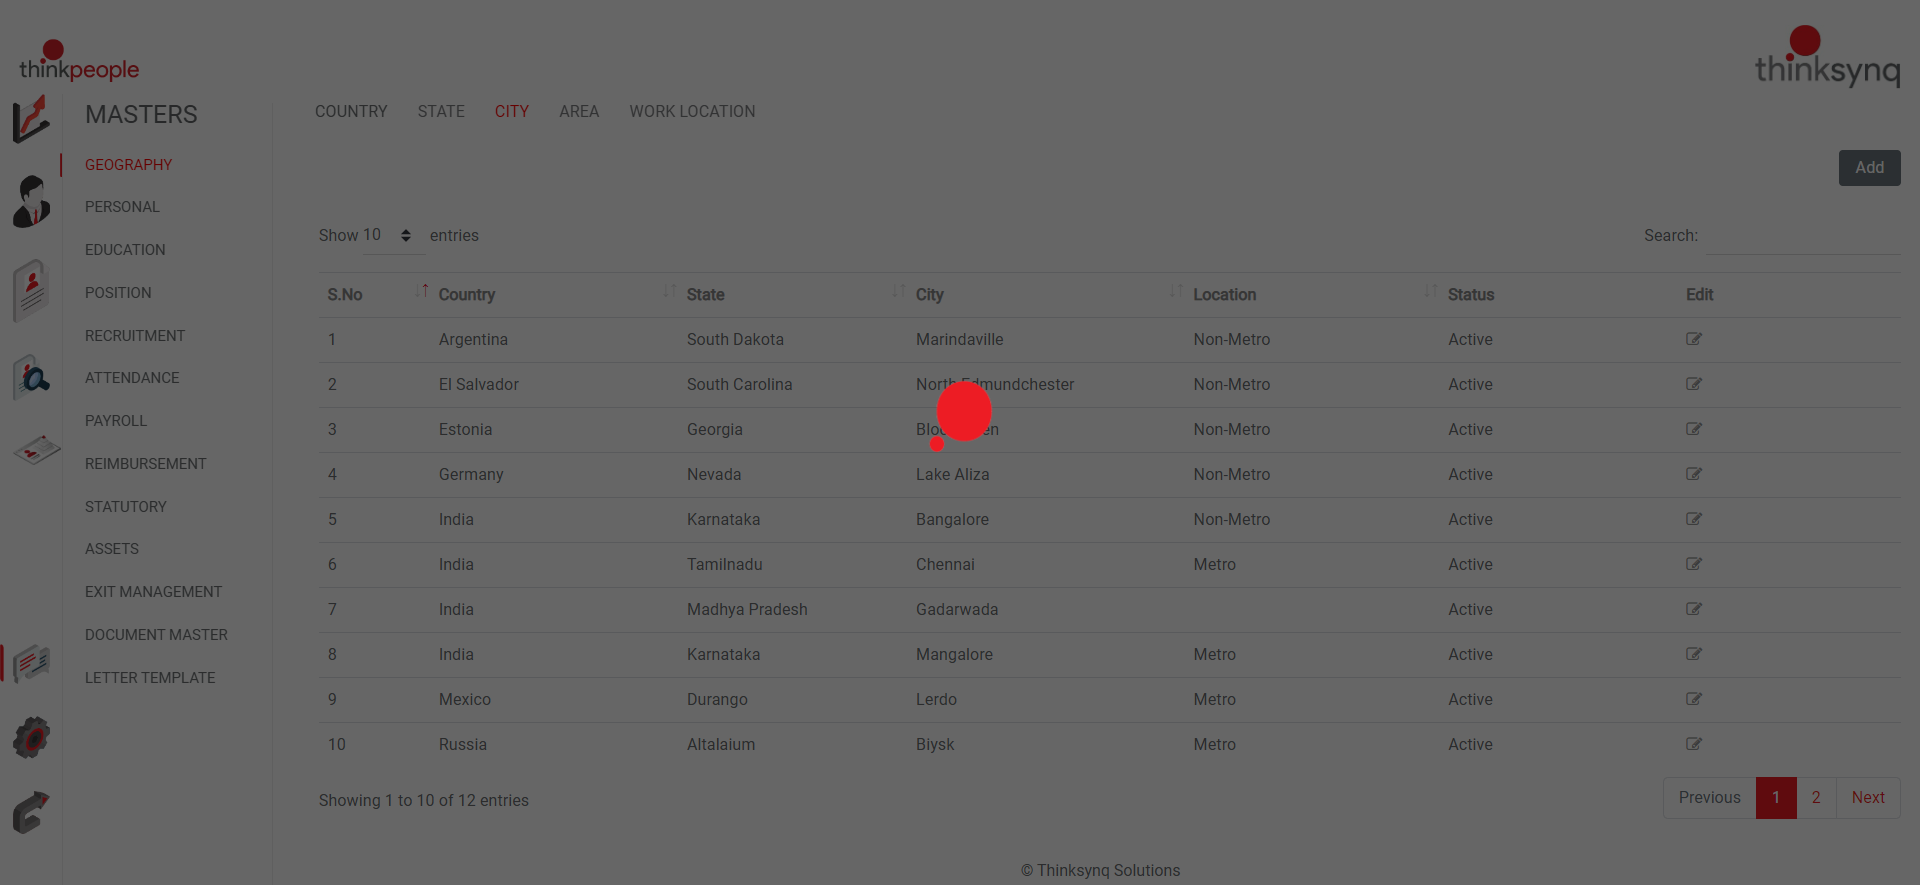 thinkpeople
thinksynq
MASTERS
COUNTRY STATE CITY AREA WORK LOCATION
GEOGRAPHY
PERSONAL
EDUCATION
POSITION
RECRUITMENT
ATTENDANCE
PAYROLL
REIMBURSEMENT
STATUTORY
ASSETS
EXIT MANAGEMENT
DOCUMENT MASTER
LETTER TEMPLATE
Add
Show 10 entries
Search:
S.No Country State City Location Status Edit
1 Argentina South Dakota Marindaville Non-Metro Active
2 El Salvador South Carolina North Edmundchester Non-Metro Active
3 Estonia Georgia Non-Metro Active
4 Germany Nevada Lake Aliza Non-Metro Active
5 India Karnataka Bangalore Non-Metro Active
6 India Tamilnadu Chennai Metro Active
7 India Madhya Pradesh Gadarwada Active
8 India Karnataka Mangalore Metro Active
9 Mexico Durango Lerdo Metro Active
10 Russia Altalaium Biysk Metro Active
Showing 1 to 10 of 12 entries
Previous 1 2 Next
© Thinksynq Solutions